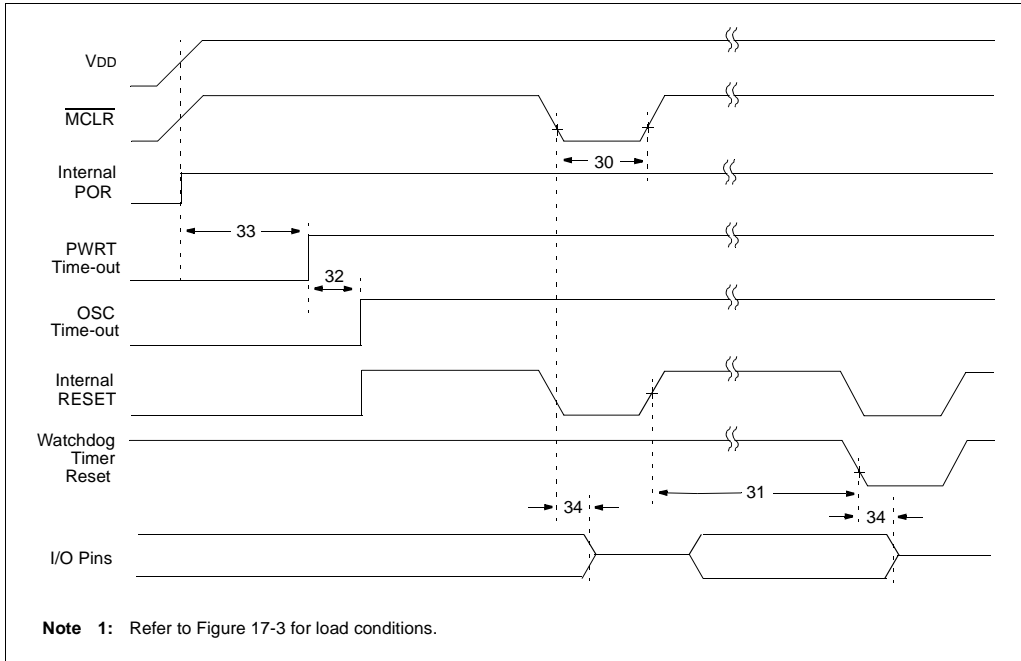 VDD
MCLR
30
Internal
POR
33
PWRT
Time-out
32
OSC
Time-out
Internal
RESET
Watchdog
Timer
Reset
31
34
34
I/O Pins
Note 1: Refer to Figure 17-3 for load conditions.